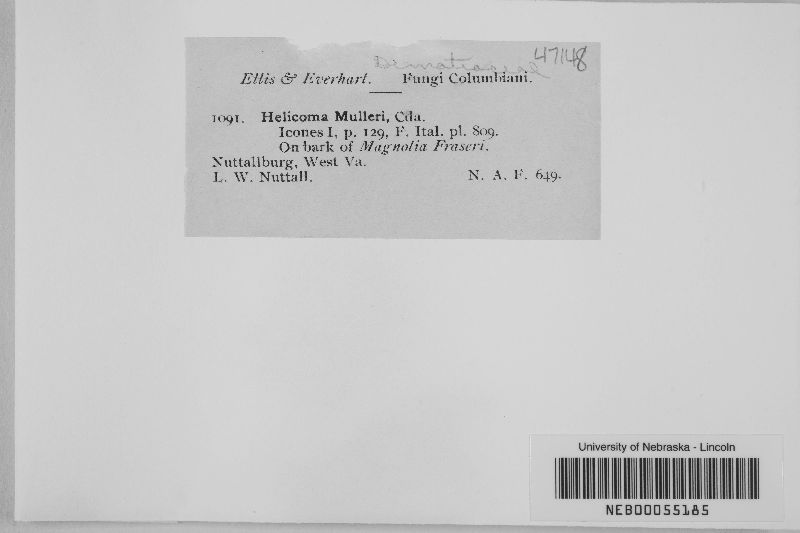 Dematiaceae 47148
Ellis & Everhart. Fungi Columbiani.
1091. Helicoma Mulleri, Cda.
Icones I, p. 129, F. Ital. pl. 809.
On bark of Magnolia Fraseri.
Nuttallburg, West Va.
L. W. Nuttall. N. A. F. 649.
University of Nebraska - Lincoln
NEB00055185